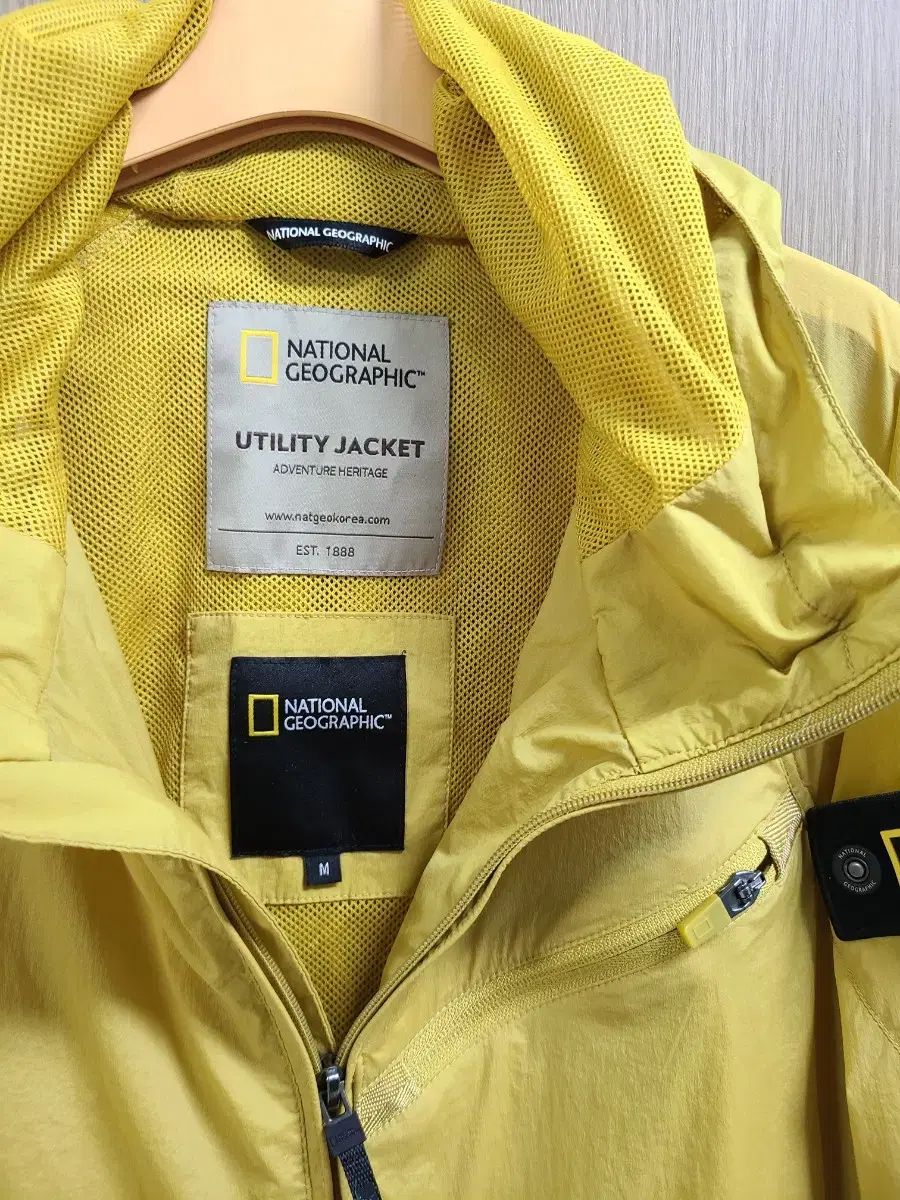 NATIONAL GEOGRAPHIC
NATIONAL
GEOGRAPHIC™
UTILITY JACKET
ADVENTURE HERITAGE
www.natgeokorea.com
EST. 1888
NATIONAL
GEOGRAPHIC™
M
NATIONAL
GEOGRAPHIC